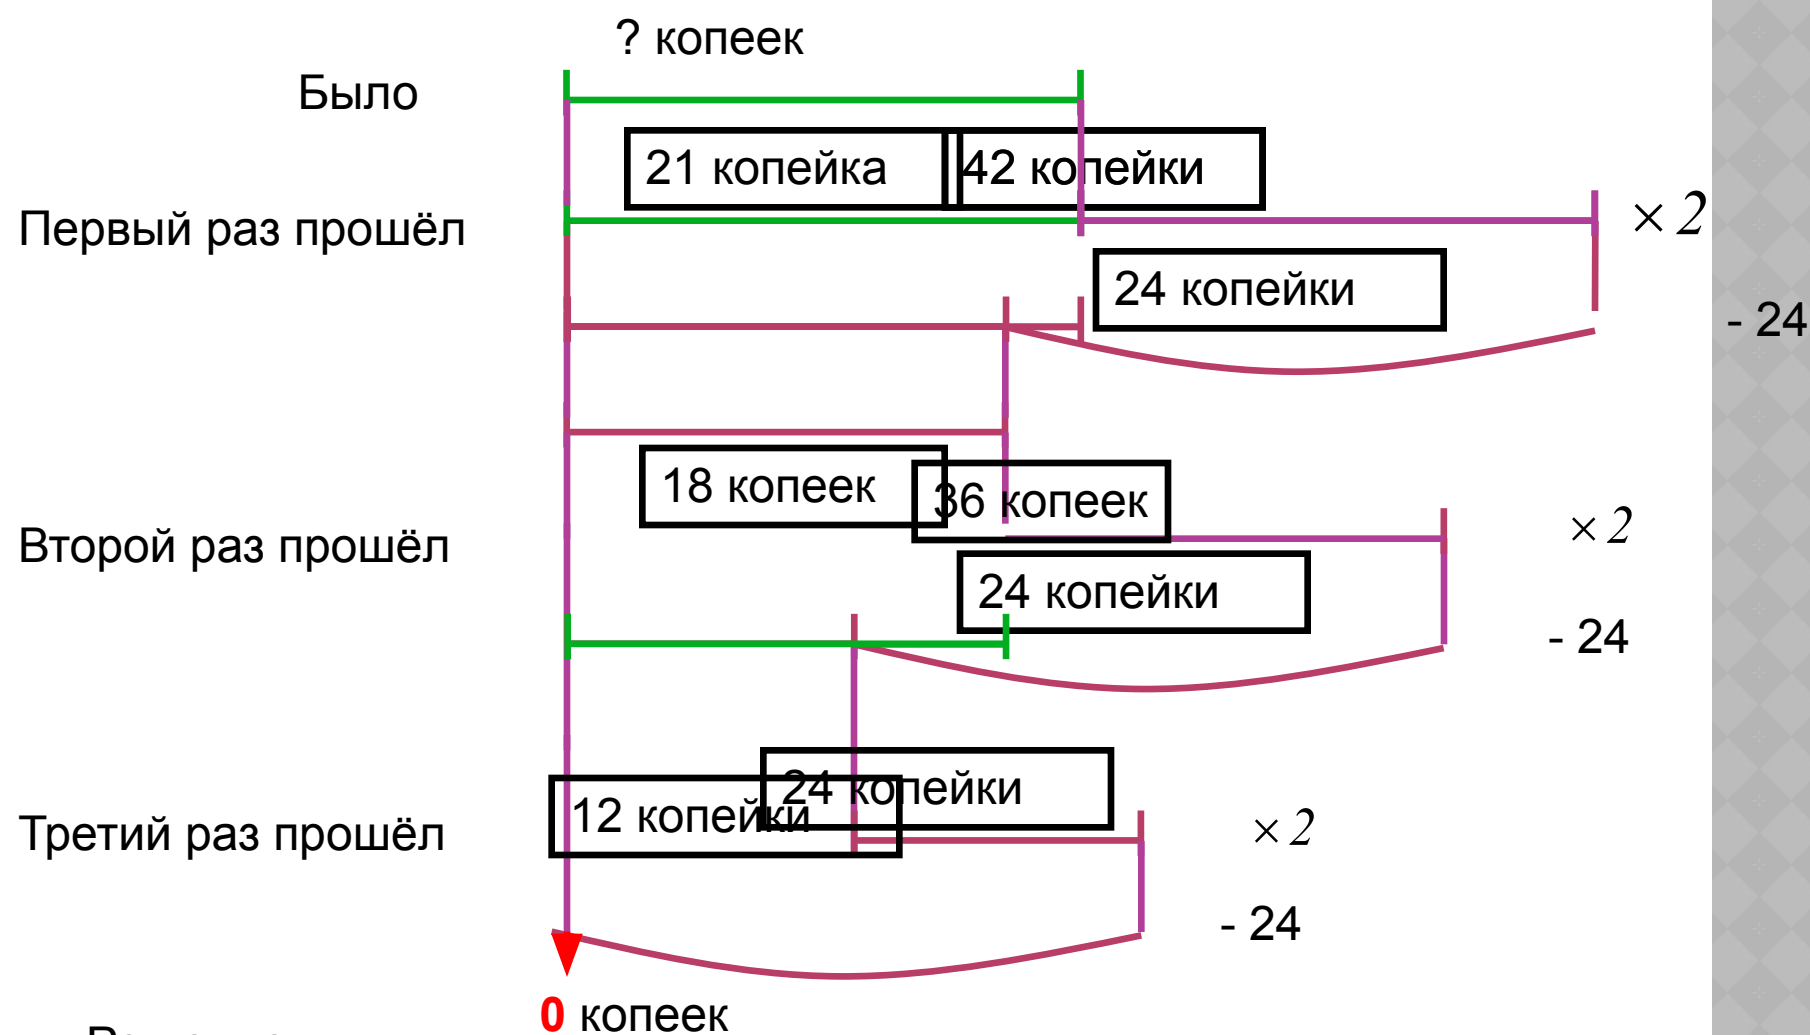 ? копеек
Было
21 копейка
42 копейки
Первый раз прошёл
× 2
24 копейки
- 24
18 копеек
36 копеек
Второй раз прошёл
× 2
24 копейки
- 24
24 копейки
12 копейки
Третий раз прошёл
× 2
- 24
0 копеек